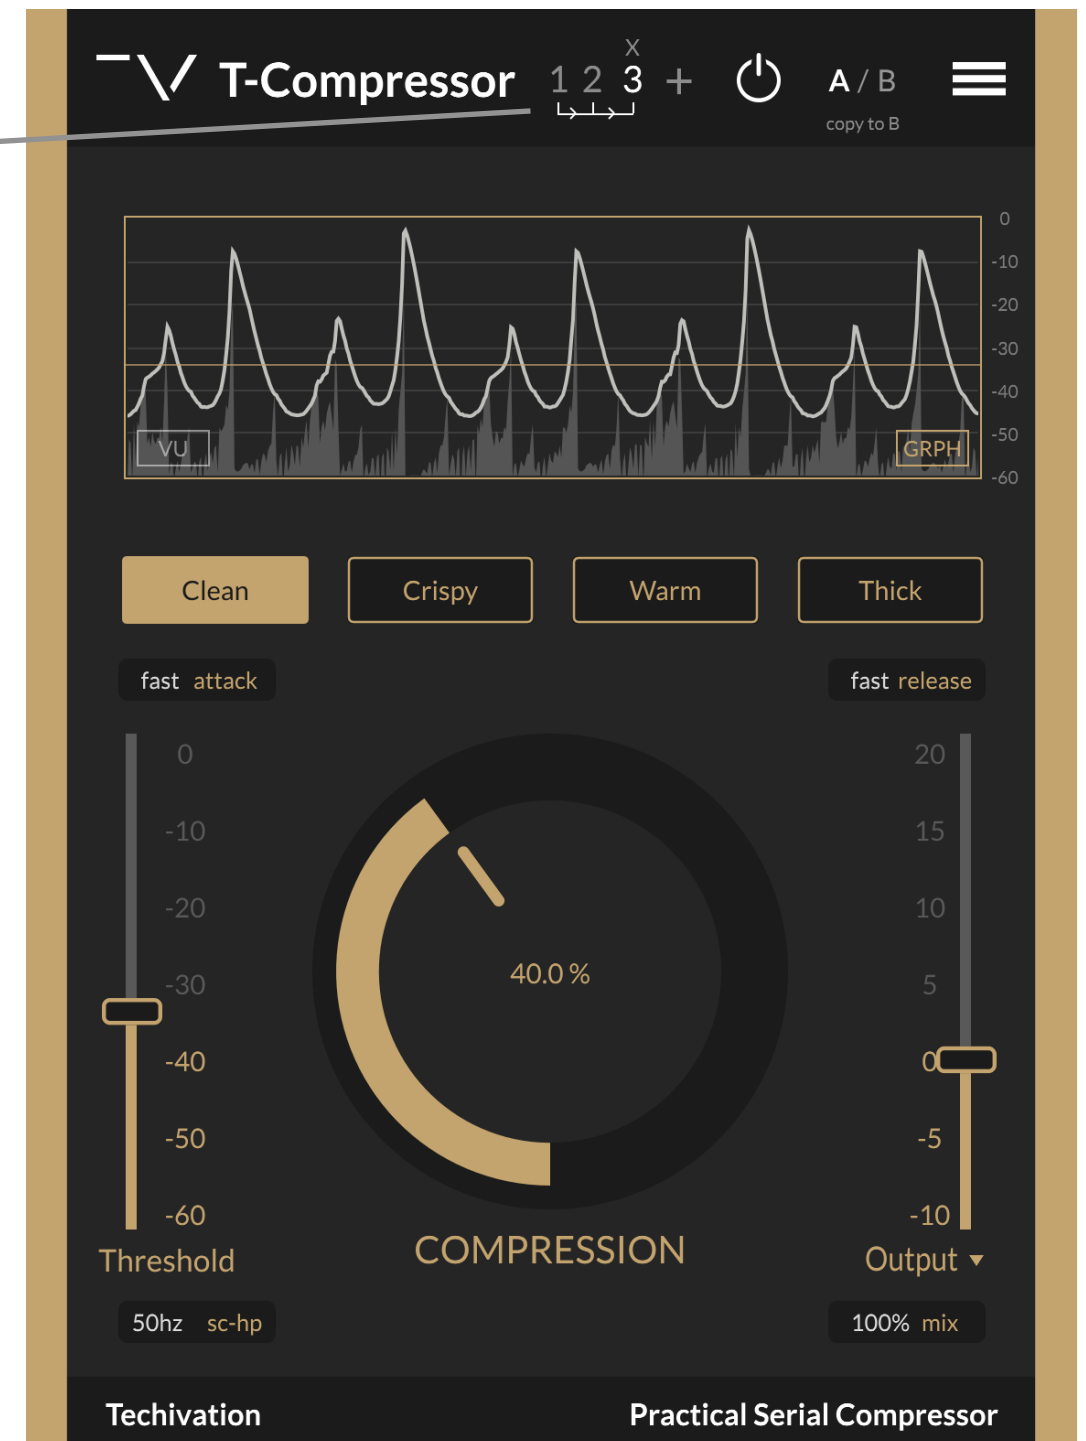 X
T-Compressor 1 2 3 + A / B
copy to B
0
-10
-20
-30
-40
-50
-60
VU GRPH
Clean Crispy Warm Thick
fast attack fast release
0 20
-10 15
-20 10
-30 5
40.0 %
-40 0
-50 -5
-60 -10
Threshold COMPRESSION Output
50hz sc-hp 100% mix
Techivation Practical Serial Compressor